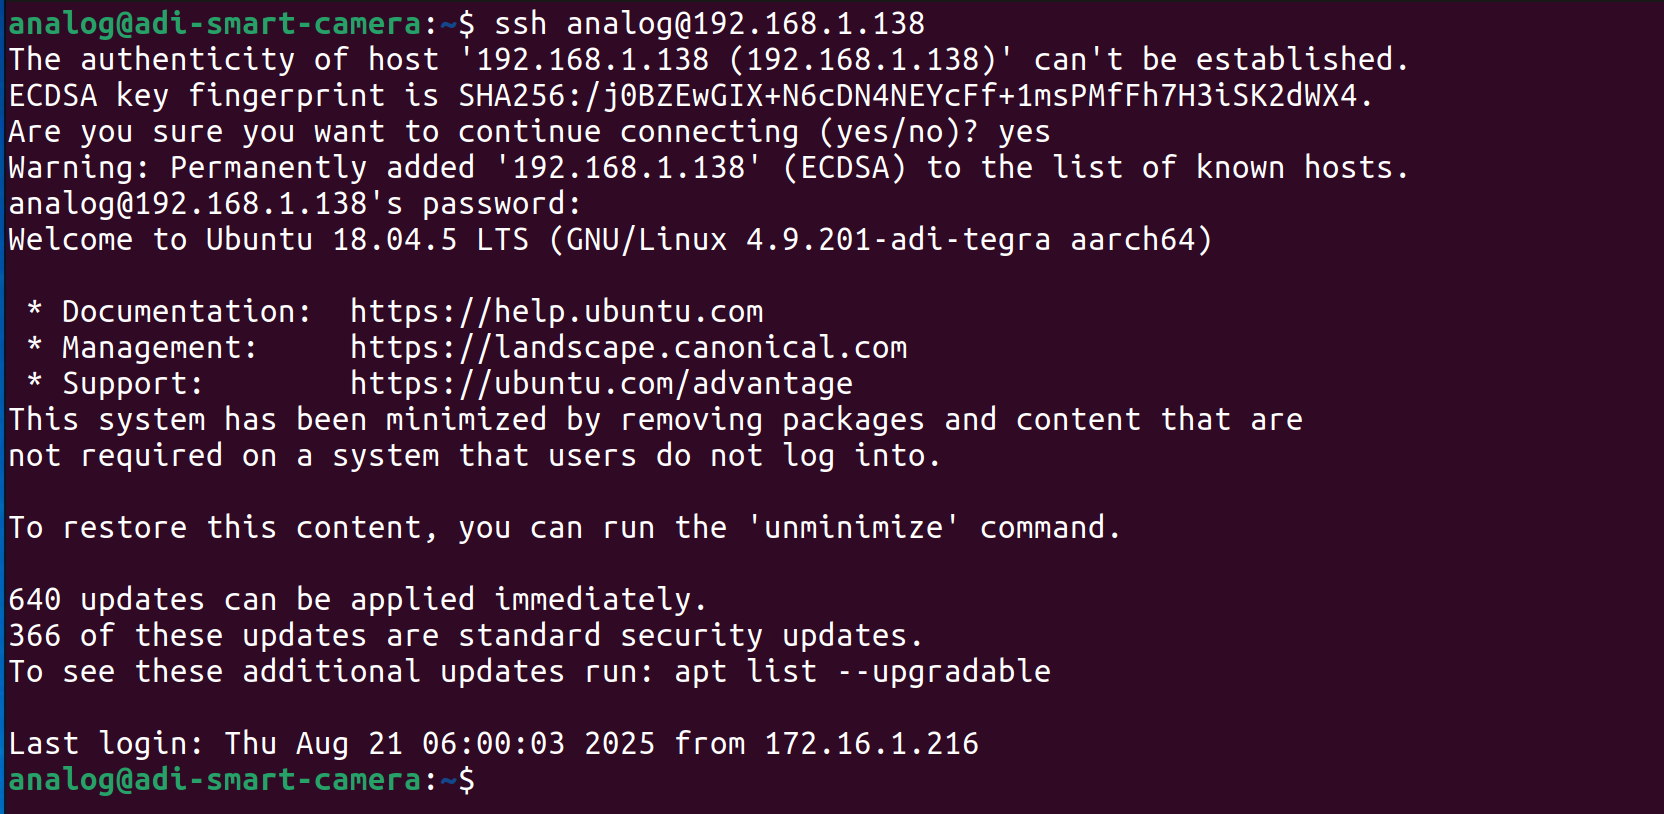 analog@adi-smart-camera:~$ ssh analog@192.168.1.138
The authenticity of host '192.168.1.138 (192.168.1.138)' can't be established.
ECDSA key fingerprint is SHA256:/j0BZEwGIX+N6cDN4NEYcFf+1msPMfFh7H3iSK2dWX4.
Are you sure you want to continue connecting (yes/no)? yes
Warning: Permanently added '192.168.1.138' (ECDSA) to the list of known hosts.
analog@192.168.1.138's password:
Welcome to Ubuntu 18.04.5 LTS (GNU/Linux 4.9.201-adi-tegra aarch64)

 * Documentation:  https://help.ubuntu.com
 * Management:     https://landscape.canonical.com
 * Support:        https://ubuntu.com/advantage
This system has been minimized by removing packages and content that are
not required on a system that users do not log into.

To restore this content, you can run the 'unminimize' command.

640 updates can be applied immediately.
366 of these updates are standard security updates.
To see these additional updates run: apt list --upgradable

Last login: Thu Aug 21 06:00:03 2025 from 172.16.1.216
analog@adi-smart-camera:~$